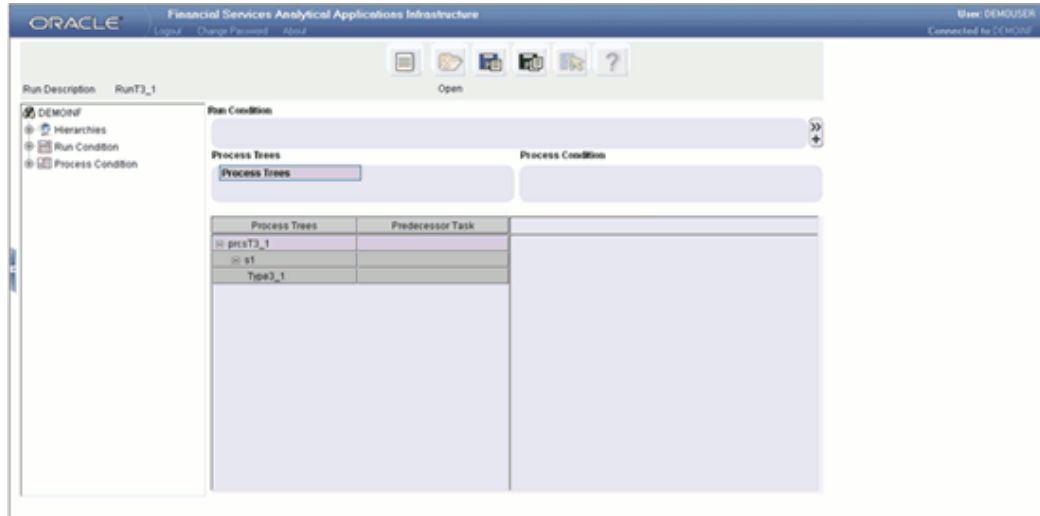 ORACLE
Financial Services Analytical Applications Infrastructure
User: DEMOUSER
Logout Change Password About
Connected to:DEMOINF
?
Open
Run Description RunT3_1
DEMOINF
Hierarchies
Run Condition
Process Condition
Run Condition
Process Trees
Process Condition
Process Trees
Process Trees Predecessor Task
prcsT3_1
s1
Type3_1